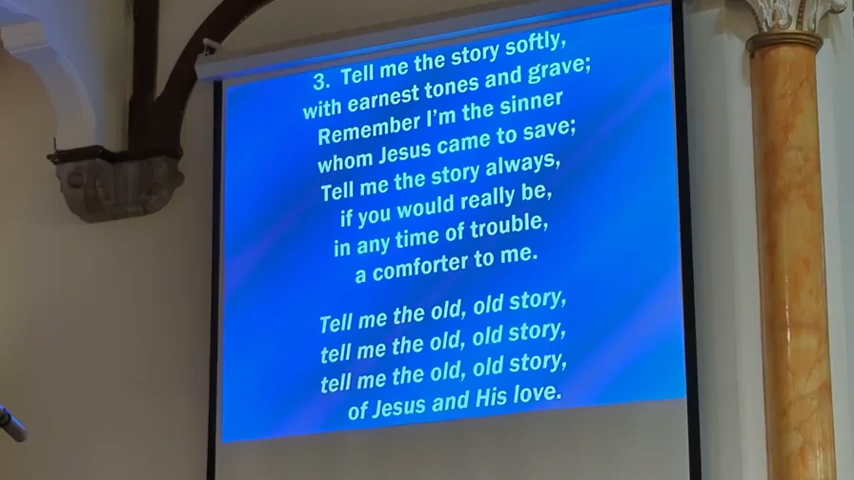 3. Tell me the story softly,
with earnest tones and grave;
Remember I'm the sinner
whom Jesus came to save;
Tell me the story always,
if you would really be,
in any time of trouble,
a comforter to me.
Tell me the old, old story,
tell me the old, old story,
tell me the old, old story,
of Jesus and His love.